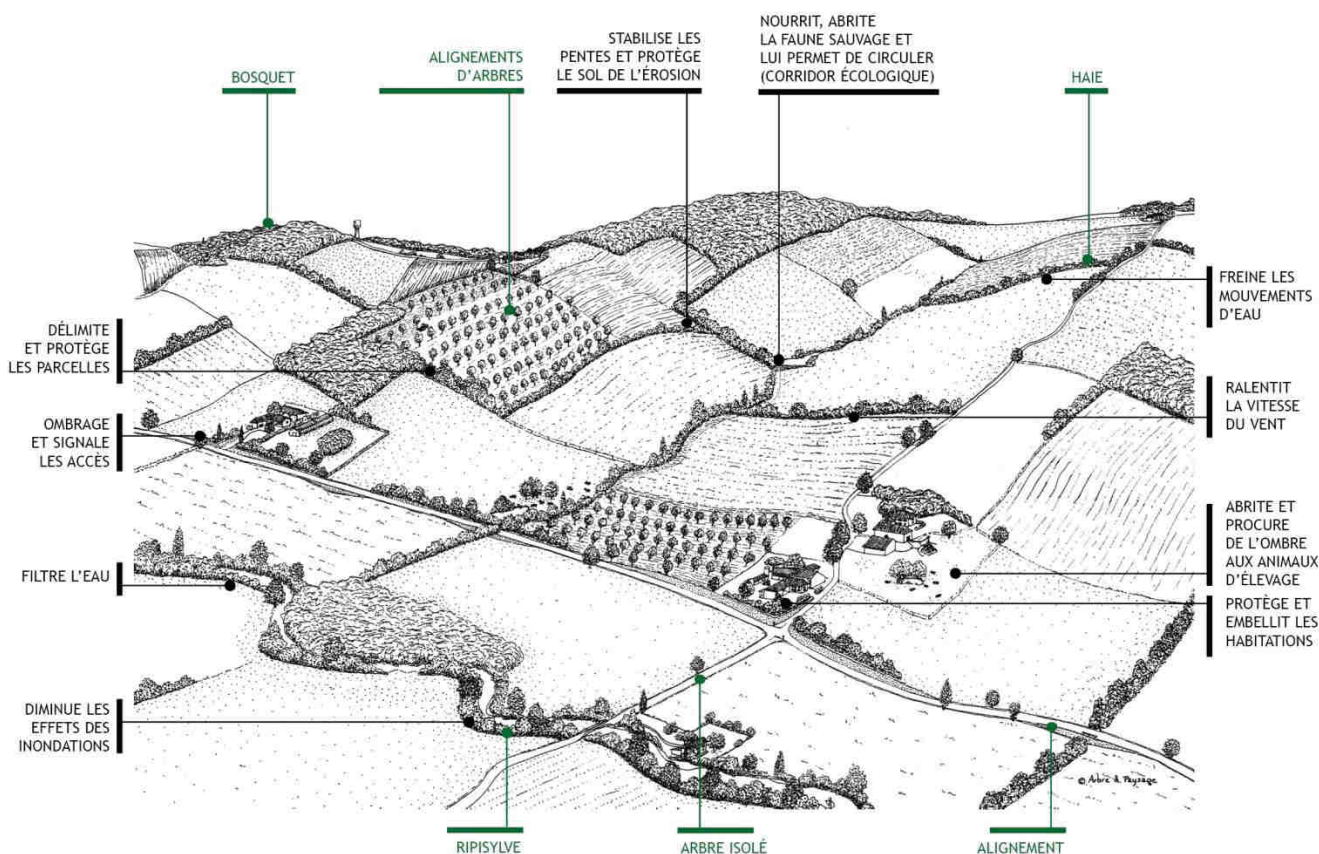 BOSQUET
ALIGNEMENTS
D'ARBRES
STABILISE LES
PENTES ET PROTÈGE
LE SOL DE L'ÉROSION
NOURRIT, ABRITE
LA FAUNE SAUVAGE ET
LUI PERMET DE CIRCULER
(CORRIDOR ÉCOLOGIQUE)
HAIE
DÉLIMITE
ET PROTÈGE
LES PARCELLES
OMBRAGE
ET SIGNALE
LES ACCÈS
FILTRE L'EAU
DIMINUE LES
EFFETS DES
INONDATIONS
FREINE LES
MOUVEMENTS
D'EAU
RALENTIT
LA VITESSE
DU VENT
ABRITE ET
PROCURE
DE L'OMBRE
AUX ANIMAUX
D'ÉLEVAGE
PROTÈGE ET
EMBELLIT LES
HABITATIONS
© Arbre & Paysage
RIPISYLVE
ARBRE ISOLÉ
ALIGNEMENT